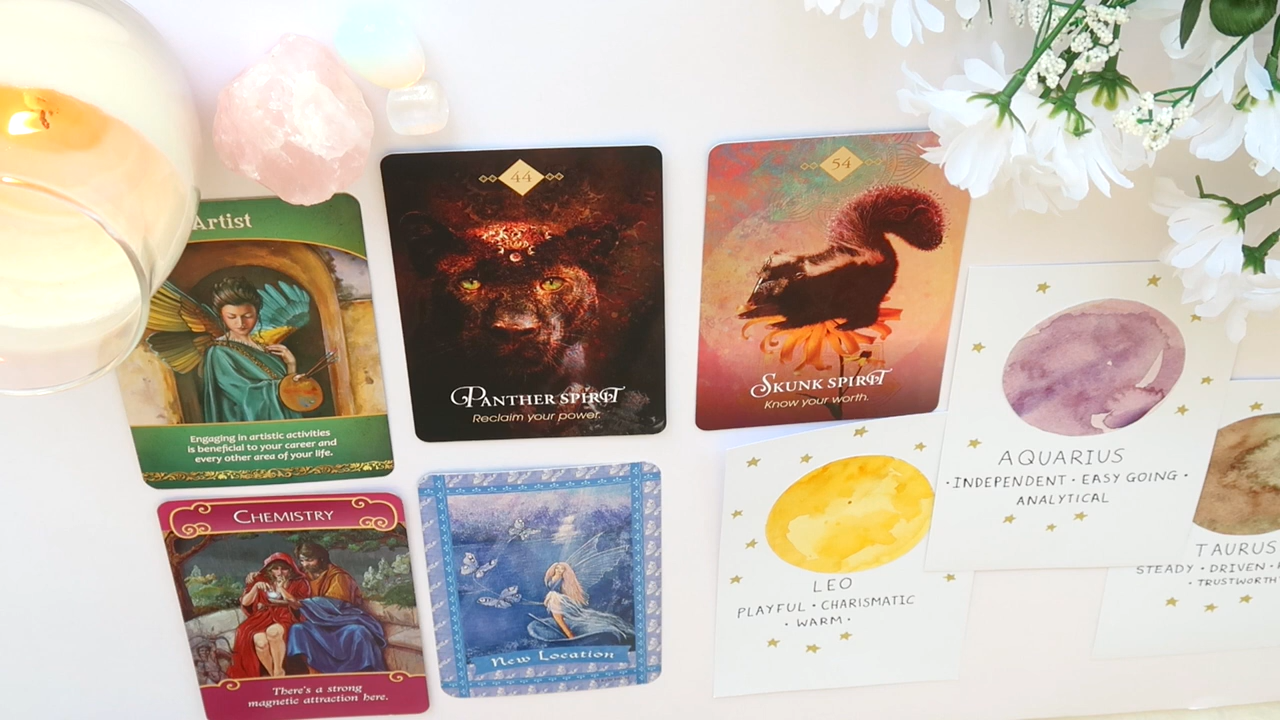 Artist
Engaging in artistic activities
is beneficial to your career and
every other area of your life.
44
PANTHER SPIRIT
Reclaim your power.
54
SKUNK SPIRIT
Know your worth.
CHEMISTRY
There's a strong
magnetic attraction here.
New Location
LEO
PLAYFUL · CHARISMATIC
· WARM ·
AQUARIUS
· INDEPENDENT · EASY GOING ·
ANALYTICAL
TAURUS
STEADY · DRIVEN ·
· TRUSTWORTH